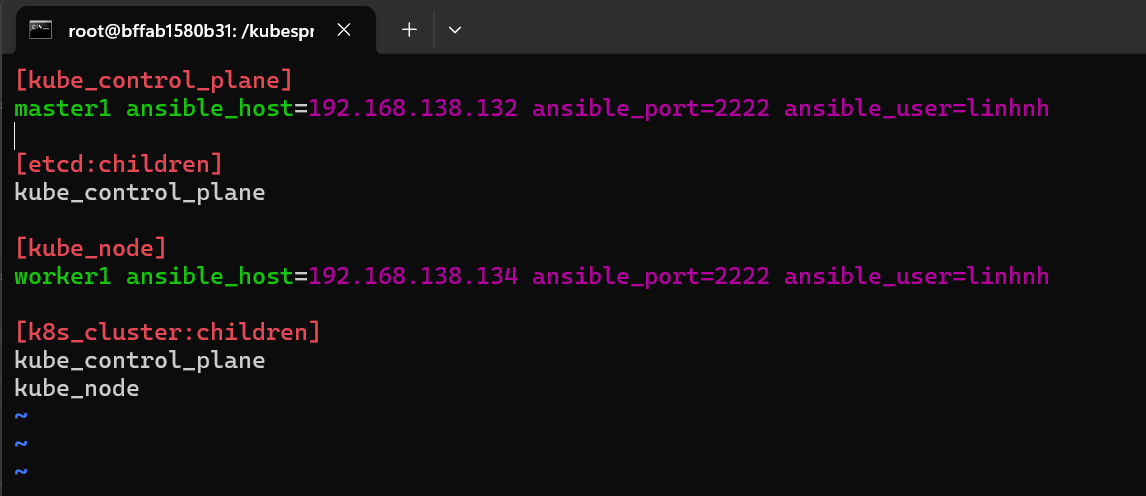 root@bffab1580b31: /kubespr
[kube_control_plane]
master1 ansible_host=192.168.138.132 ansible_port=2222 ansible_user=linhnh
[etcd:children]
kube_control_plane
[kube_node]
worker1 ansible_host=192.168.138.134 ansible_port=2222 ansible_user=linhnh
[k8s_cluster:children]
kube_control_plane
kube_node
~
~
~